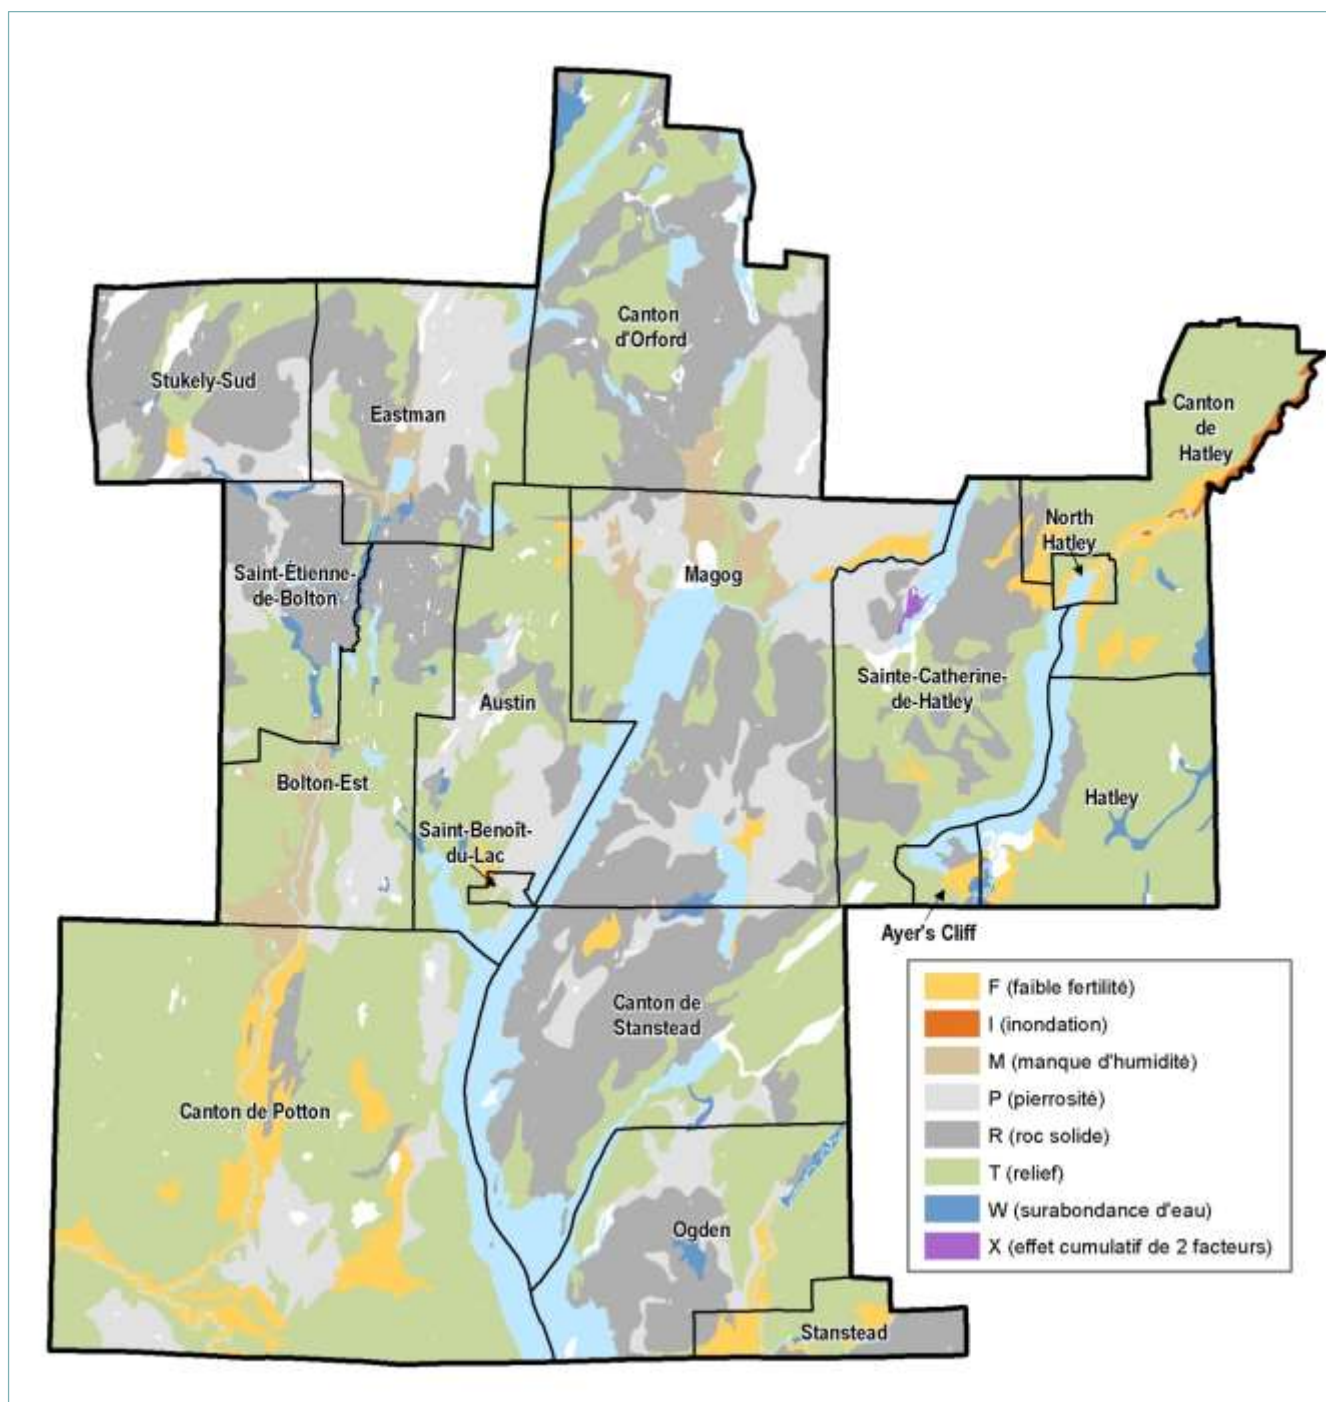 Canton
d'Orford
Stukely-Sud
Eastman
Canton
de
Hatley
North
Hatley
Saint-Étienne-
de-Bolton
Magog
Sainte-Catherine-
de-Hatley
Austin
Bolton-Est
Hatley
Saint-Benoît-
du-Lac
Ayer's Cliff
Canton de
Stanstead
Canton de Potton
Ogden
Stanstead
F (faible fertilité)
I (inondation)
M (manque d'humidité)
P (pierrosité)
R (roc solide)
T (relief)
W (surabondance d'eau)
X (effet cumulatif de 2 facteurs)